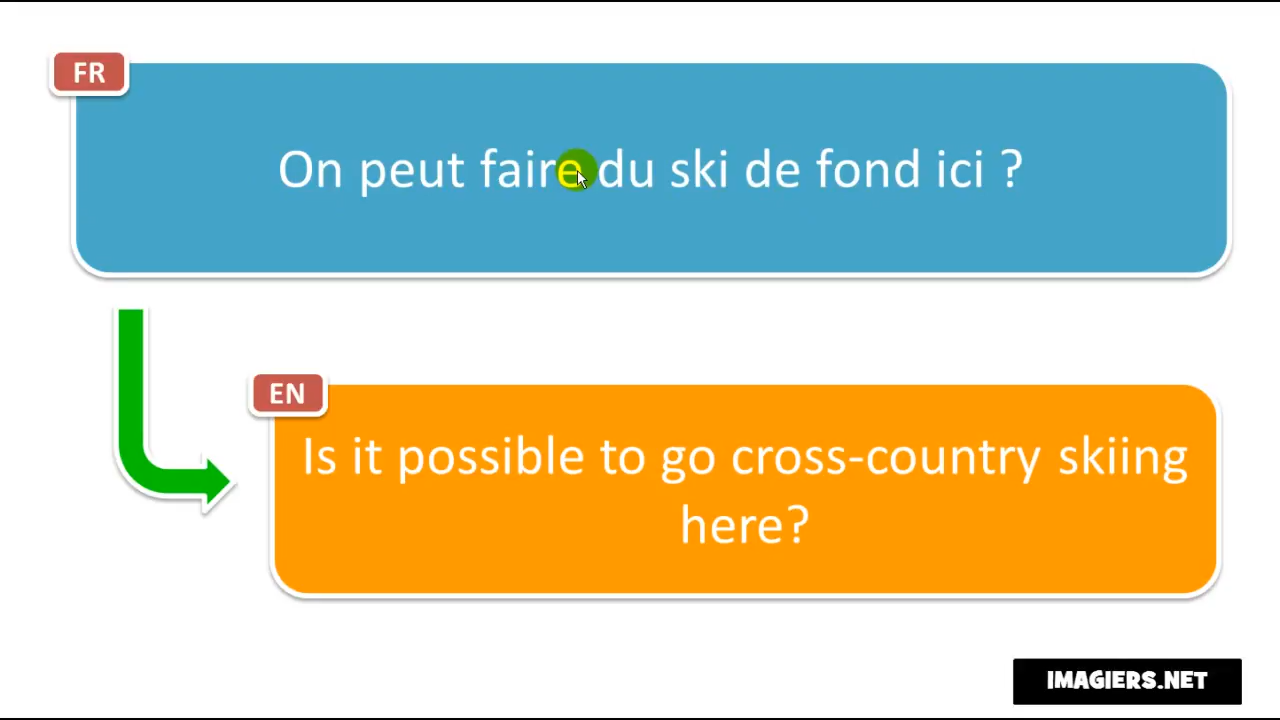 FR
On peut faire du ski de fond ici ?
EN
Is it possible to go cross-country skiing
here?
IMAGIERS.NET